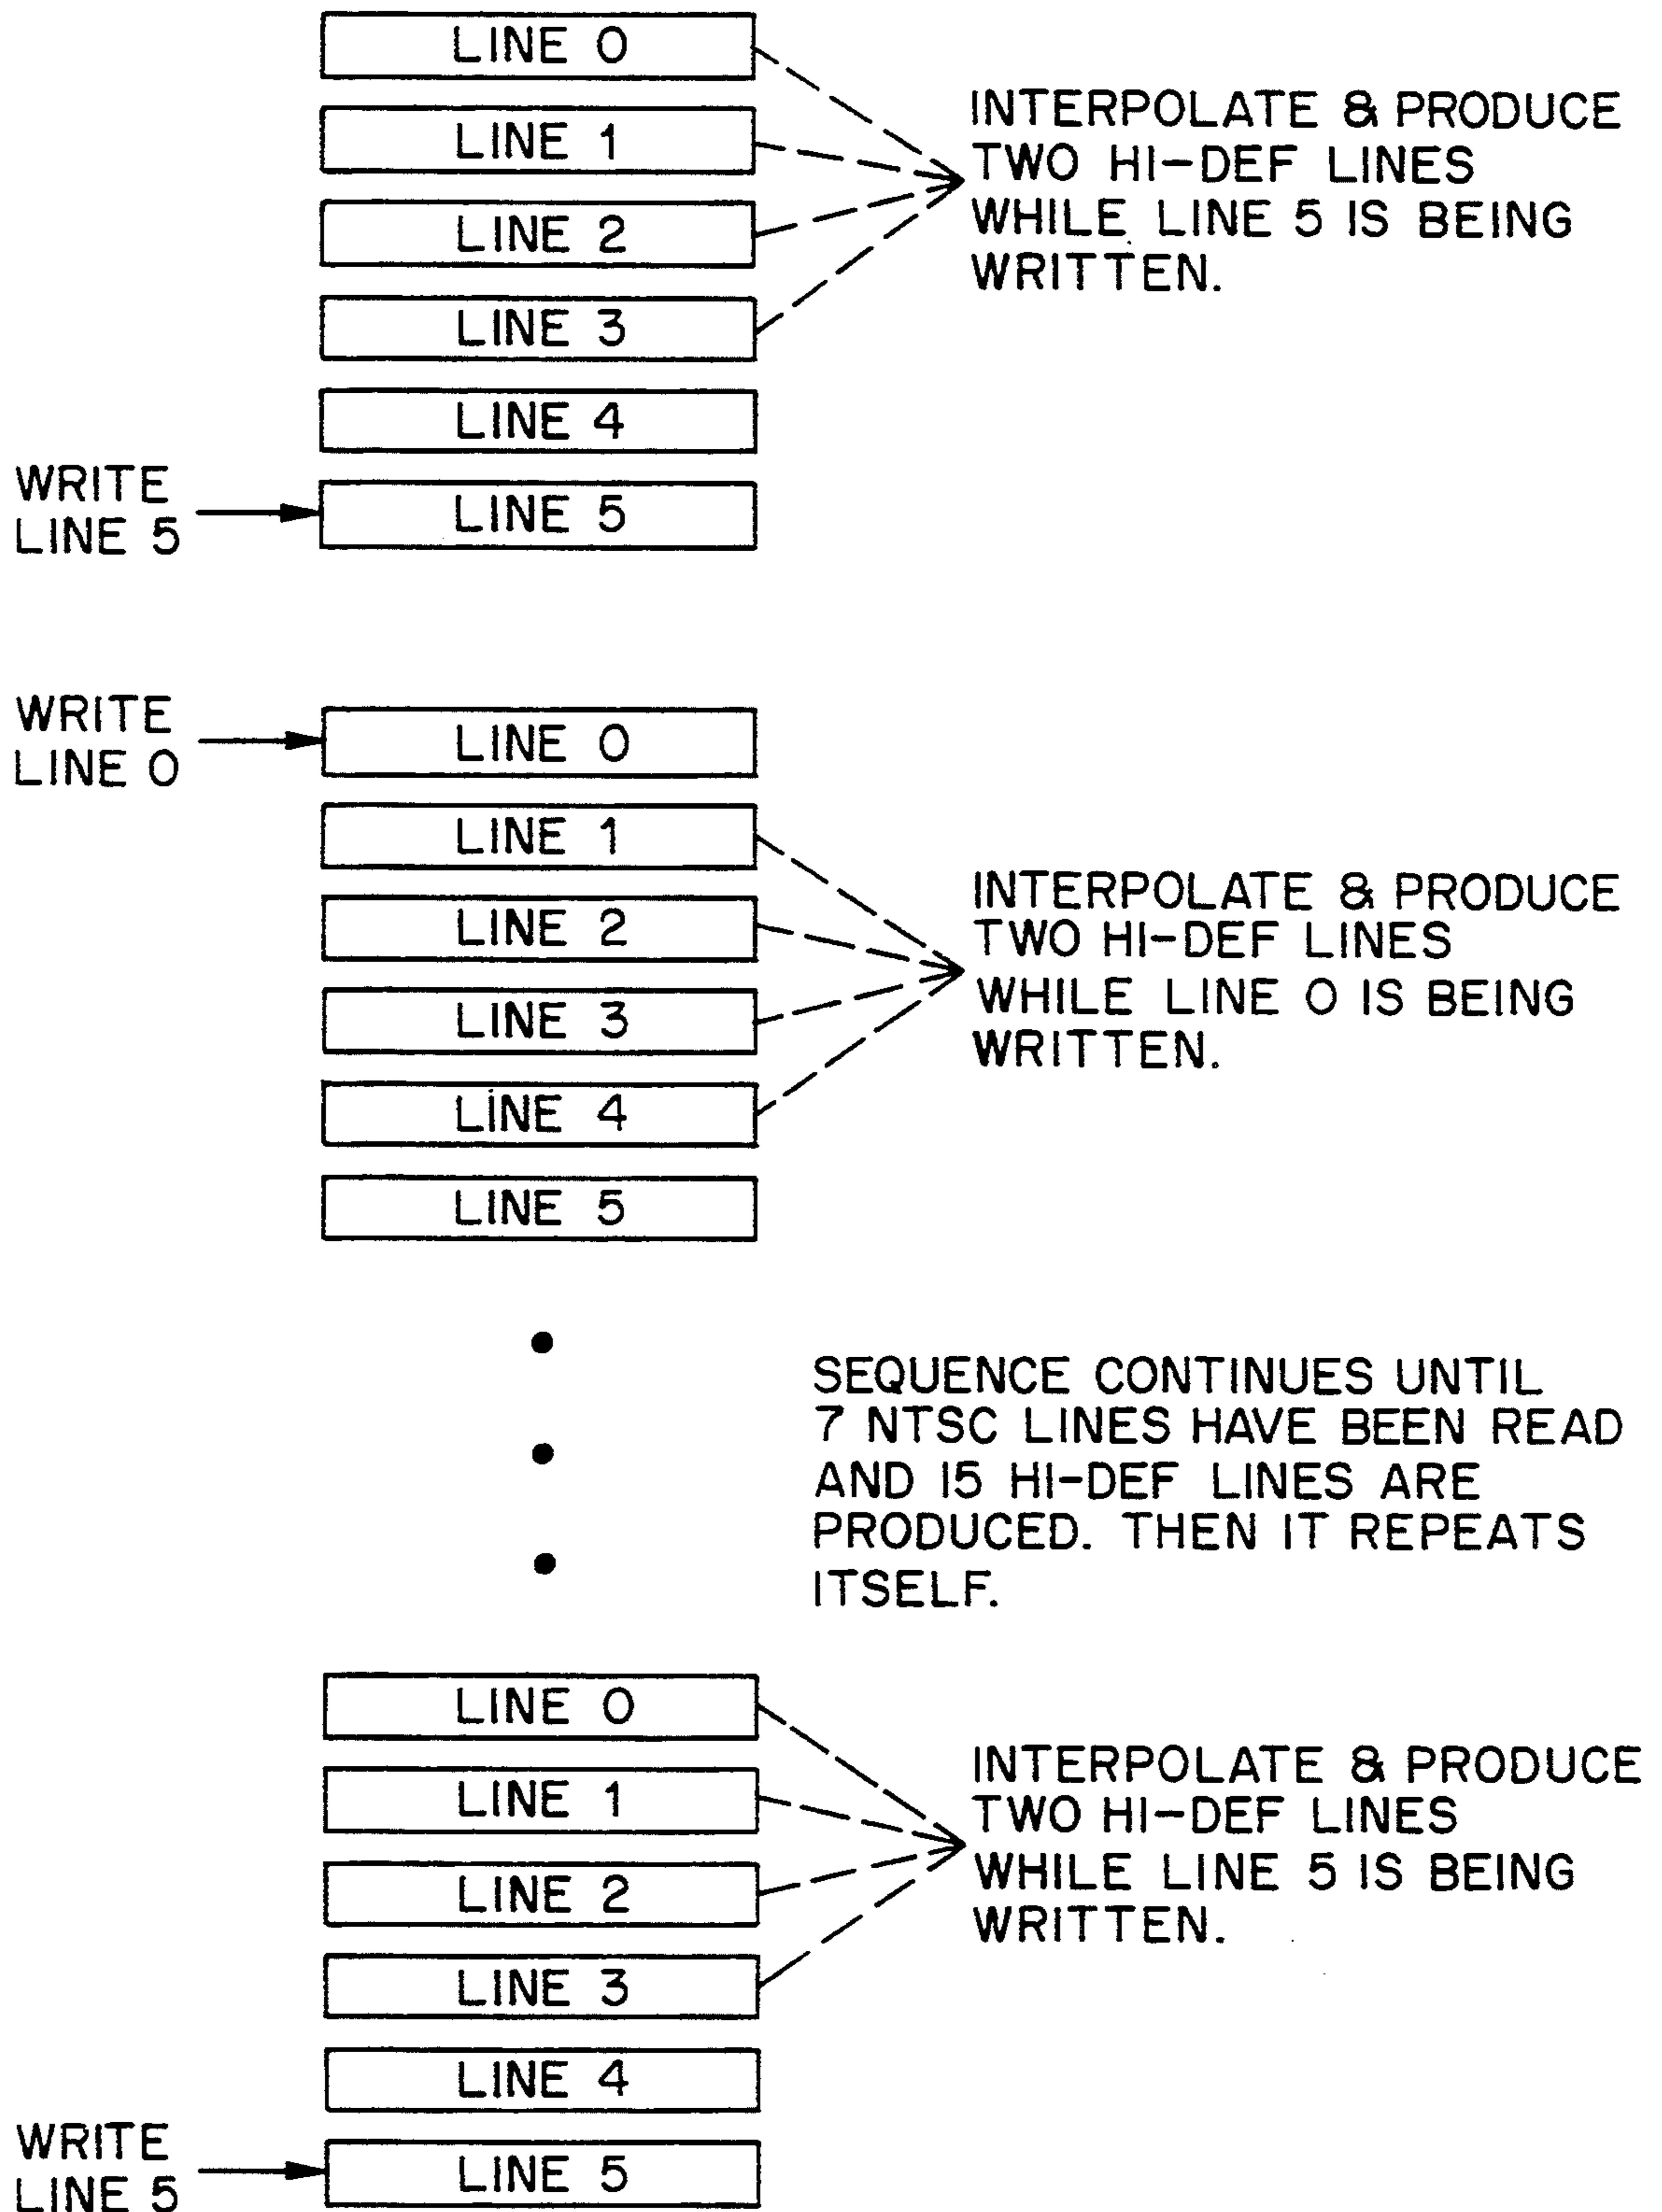 LINE 0
LINE 1
LINE 2
LINE 3
LINE 4
LINE 5
WRITE
LINE 5
INTERPOLATE & PRODUCE
TWO HI-DEF LINES
WHILE LINE 5 IS BEING
WRITTEN.
WRITE
LINE 0
LINE 0
LINE 1
LINE 2
LINE 3
LINE 4
LINE 5
INTERPOLATE & PRODUCE
TWO HI-DEF LINES
WHILE LINE 0 IS BEING
WRITTEN.
SEQUENCE CONTINUES UNTIL
7 NTSC LINES HAVE BEEN READ
AND 15 HI-DEF LINES ARE
PRODUCED. THEN IT REPEATS
ITSELF.
LINE 0
LINE 1
LINE 2
LINE 3
LINE 4
LINE 5
WRITE
LINE 5
INTERPOLATE & PRODUCE
TWO HI-DEF LINES
WHILE LINE 5 IS BEING
WRITTEN.